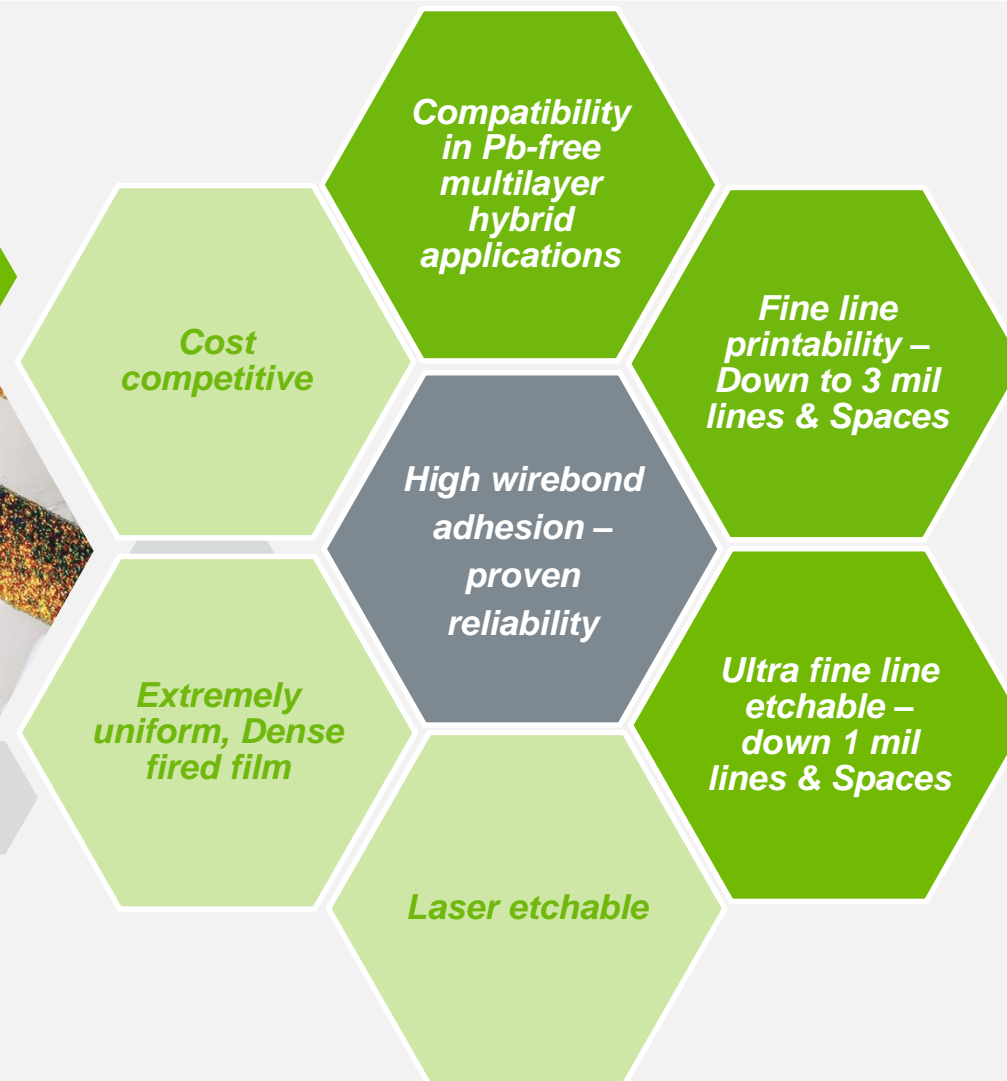 Compatibility
in Pb-free
multilayer
hybrid
applications
Cost
competitive
Fine line
printability –
Down to 3 mil
lines & Spaces
High wirebond
adhesion –
proven
reliability
Extremely
uniform, Dense
fired film
Ultra fine line
etchable –
down 1 mil
lines & Spaces
Laser etchable